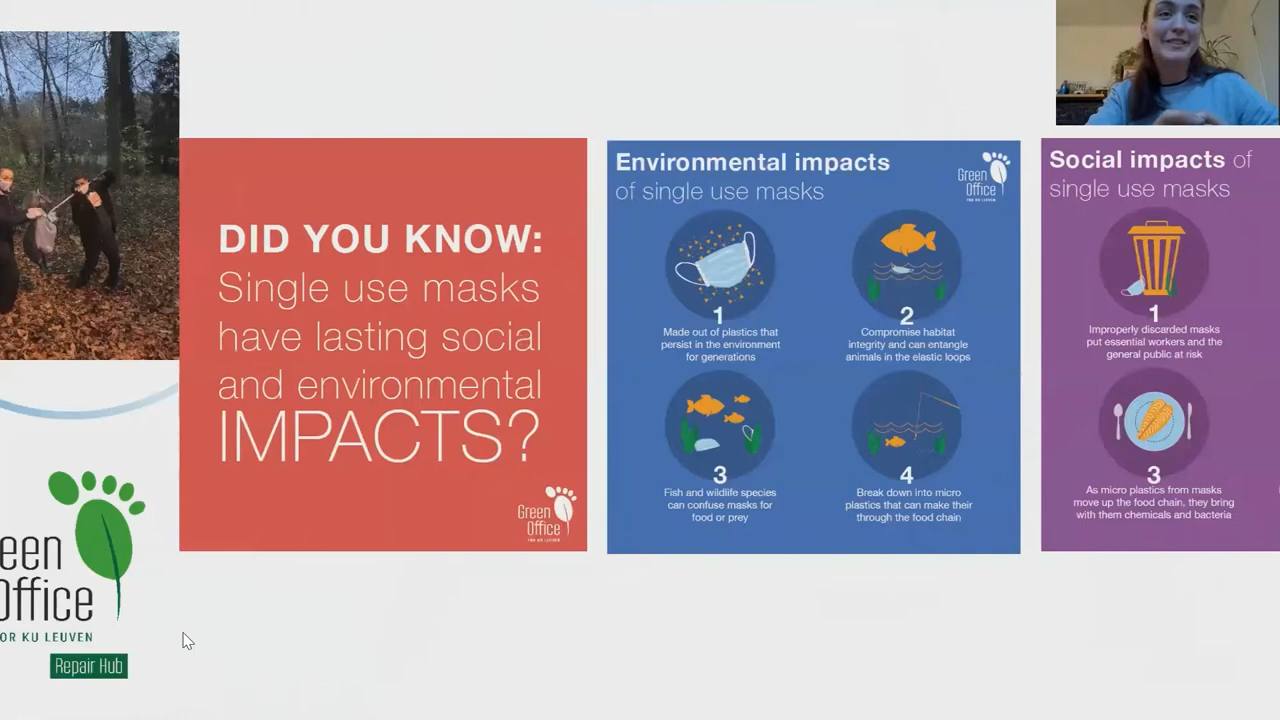 DID YOU KNOW:
Single use masks
have lasting social
and environmental
IMPACTS?
Green
Office
FOR KU LEUVEN
Environmental impacts
of single use masks
Green
Office
FOR KU LEUVEN
1
Made out of plastics that
persist in the environment
for generations
2
Compromise habitat
integrity and can entangle
animals in the elastic loops
3
Fish and wildlife species
can confuse masks for
food or prey
4
Break down into micro
plastics that can make their
through the food chain
Social impacts of
single use masks
1
Improperly discarded masks
put essential workers and the
general public at risk
3
As micro plastics from masks
move up the food chain, they bring
with them chemicals and bacteria
een
Office
OR KU LEUVEN
Repair Hub